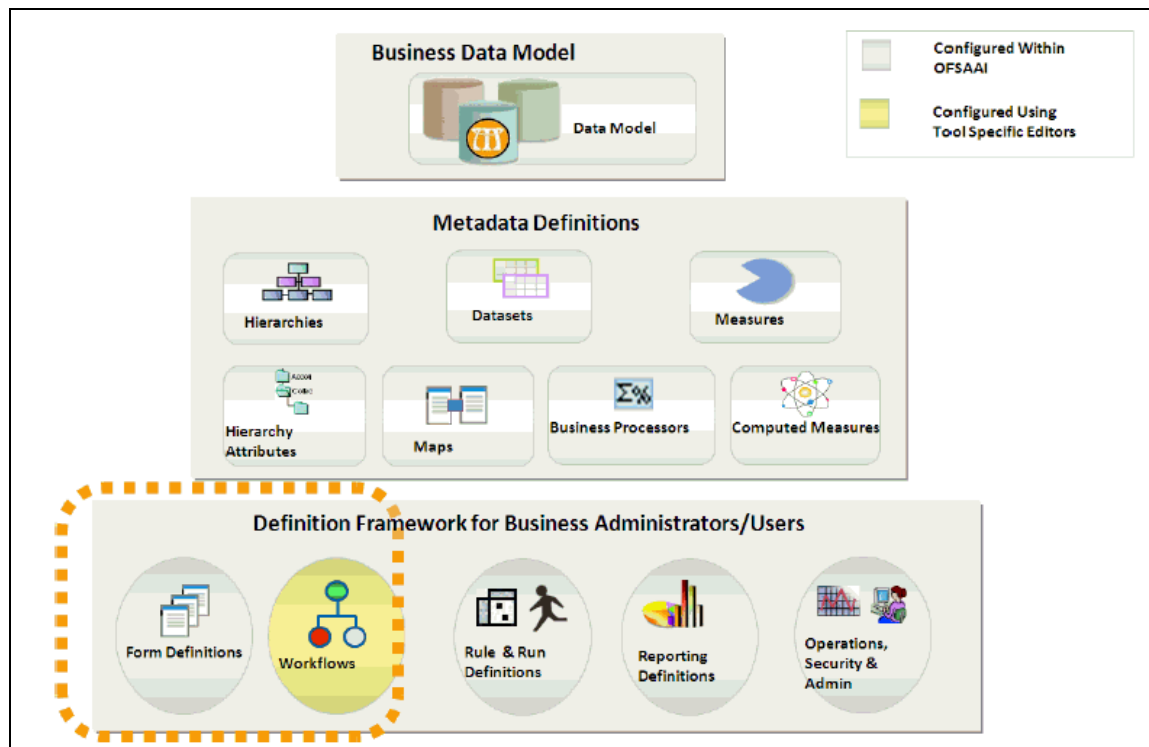 Business Data Model
Data Model
Configured Within
OFSAAI
Configured Using
Tool Specific Editors
Metadata Definitions
Hierarchies
Datasets
Measures
Hierarchy
Attributes
Maps
Σ%
Business Processors
Computed Measures
Definition Framework for Business Administrators/Users
Form Definitions
Workflows
Rule & Run
Definitions
Reporting
Definitions
Operations,
Security &
Admin